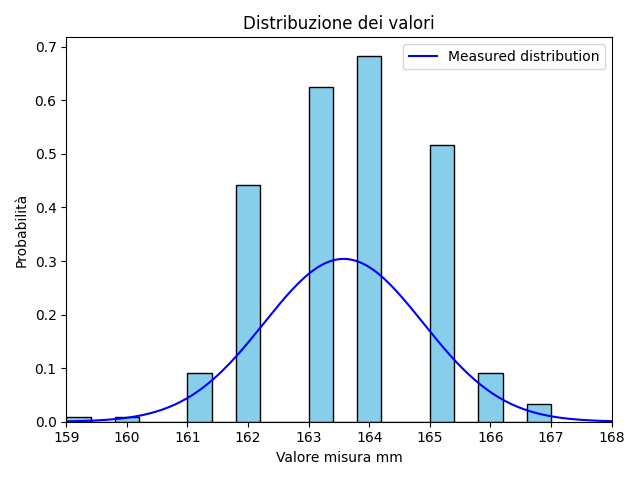 Distribuzione dei valori
Measured distribution
Probabilità
0.7
0.6
0.5
0.4
0.3
0.2
0.1
0.0
159 160 161 162 163 164 165 166 167 168
Valore misura mm